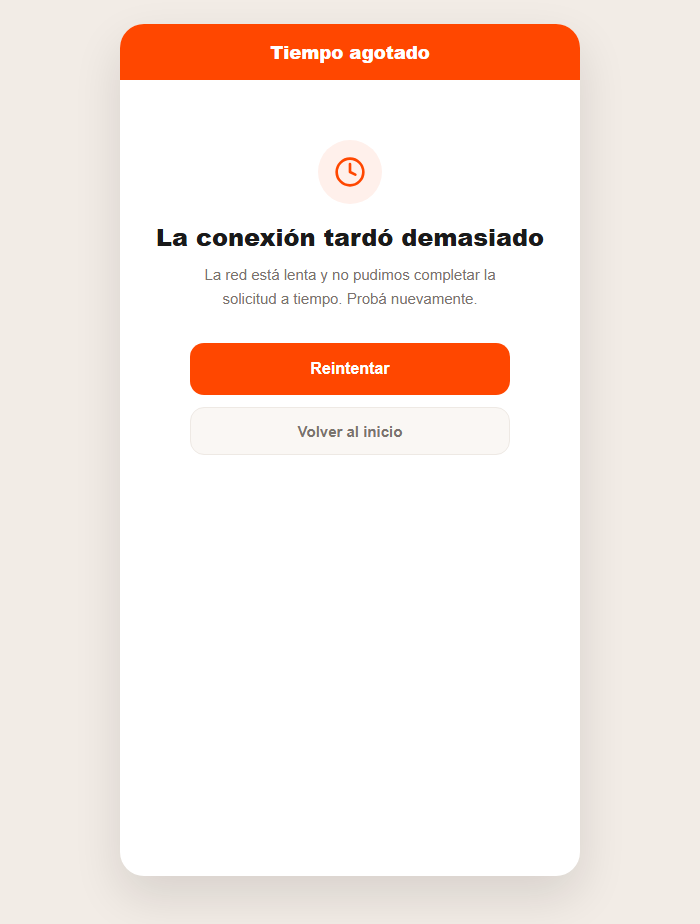 Tiempo agotado
La conexión tardó demasiado
La red está lenta y no pudimos completar la
solicitud a tiempo. Probá nuevamente.
Reintentar
Volver al inicio